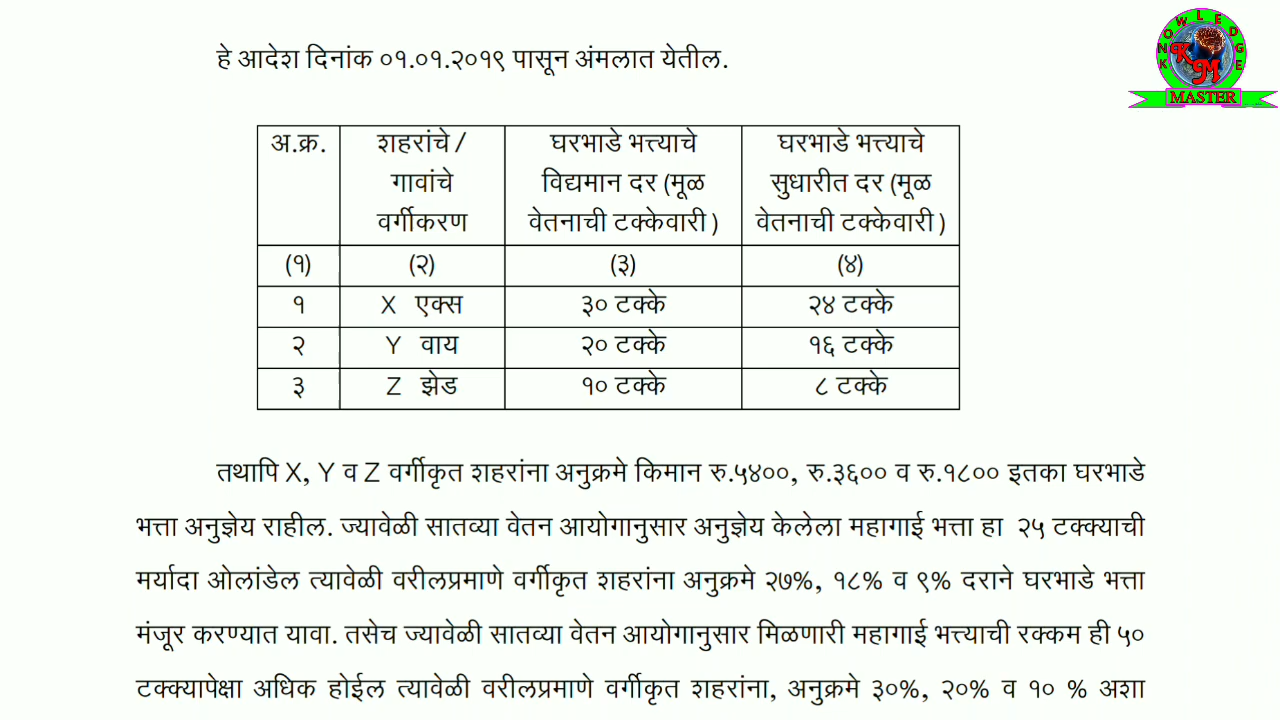 हे आदेश दिनांक ०१.०१.२०१९ पासून अंमलात येतील.
KNOWLEDGE
KM
MASTER
अ.क्र. शहरांचे / गावांचे वर्गीकरण घरभाडे भत्त्याचे विद्यमान दर (मूळ वेतनाची टक्केवारी) घरभाडे भत्त्याचे सुधारीत दर (मूळ वेतनाची टक्केवारी)
(१) (२) (३) (४)
१ X एक्स ३० टक्के २४ टक्के
२ Y वाय २० टक्के १६ टक्के
३ Z झेड १० टक्के ८ टक्के
तथापि X, Y व Z वर्गीकृत शहरांना अनुक्रमे किमान रु.५४००, रु.३६०० व रु.१८०० इतका घरभाडे
भत्ता अनुज्ञेय राहील. ज्यावेळी सातव्या वेतन आयोगानुसार अनुज्ञेय केलेला महागाई भत्ता हा २५ टक्क्याची
मर्यादा ओलांडेल त्यावेळी वरीलप्रमाणे वर्गीकृत शहरांना अनुक्रमे २७%, १८% व ९% दराने घरभाडे भत्ता
मंजूर करण्यात यावा. तसेच ज्यावेळी सातव्या वेतन आयोगानुसार मिळणारी महागाई भत्त्याची रक्कम ही ५०
टक्क्यापेक्षा अधिक होईल त्यावेळी वरीलप्रमाणे वर्गीकृत शहरांना, अनुक्रमे ३०%, २०% व १० % अशा